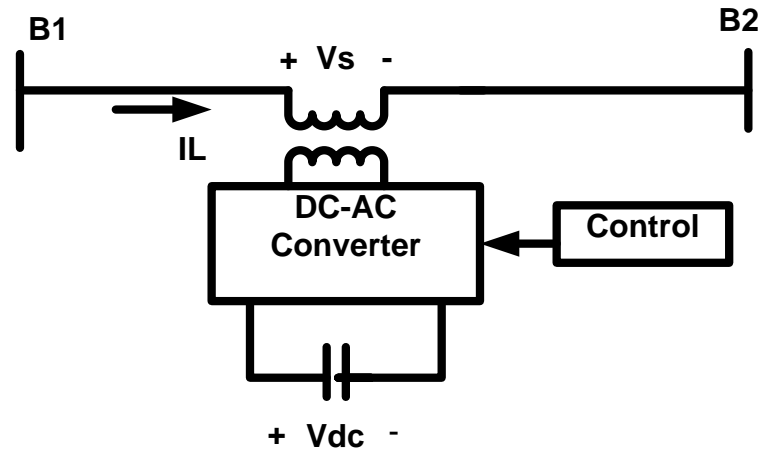 B1
B2
+ Vs -
IL
DC-AC
Converter
Control
+ Vdc -